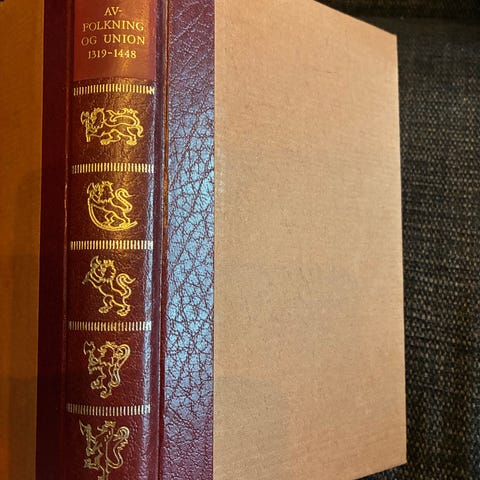 AV-
FOLKNING
OG UNION
1319-1448